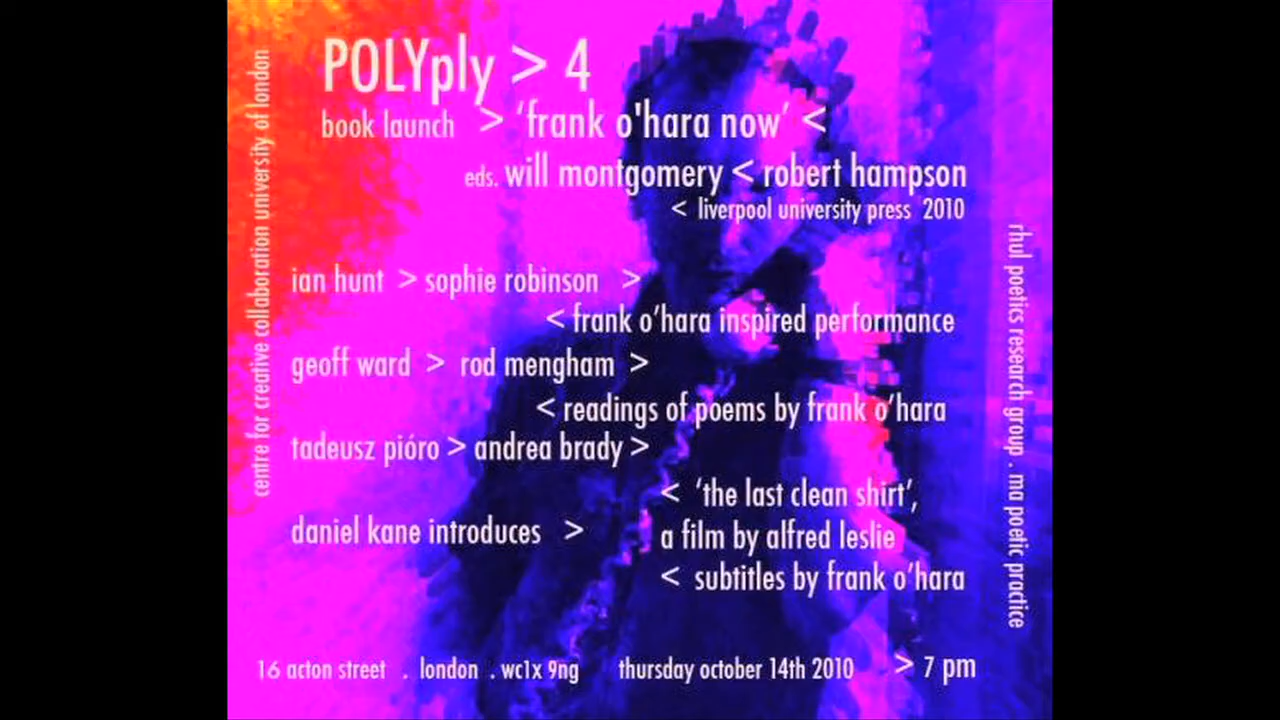 POLYply > 4
book launch > ‘frank o'hara now’ <
eds. will montgomery < robert hampson
< liverpool university press 2010
ian hunt > sophie robinson >
< frank o’hara inspired performance
geoff ward > rod mengham >
< readings of poems by frank o’hara
tadeusz pióro > andrea brady >
< ‘the last clean shirt’,
daniel kane introduces > a film by alfred leslie
< subtitles by frank o’hara
16 acton street . london . wc1x 9ng thursday october 14th 2010 > 7 pm
centre for creative collaboration university of london
rhul poetics research group . ma poetic practice